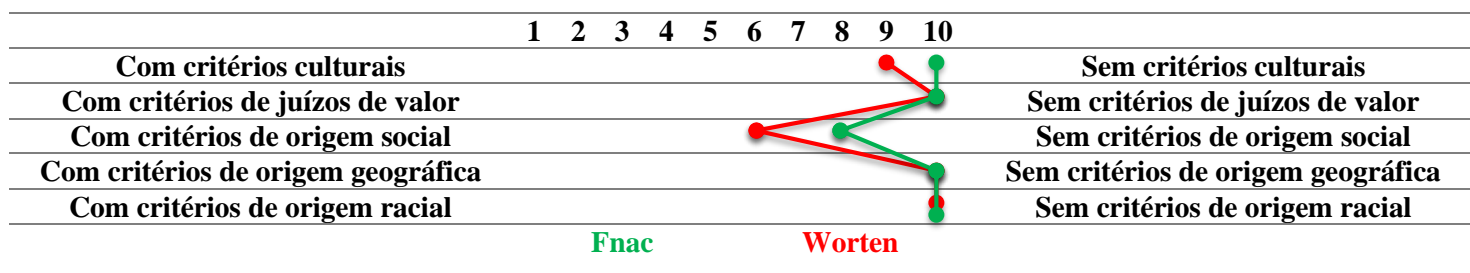 1 2 3 4 5 6 7 8 9 10
Com critérios culturais Sem critérios culturais
Com critérios de juízos de valor Sem critérios de juízos de valor
Com critérios de origem social Sem critérios de origem social
Com critérios de origem geográfica Sem critérios de origem geográfica
Com critérios de origem racial Sem critérios de origem racial
Fnac Worten